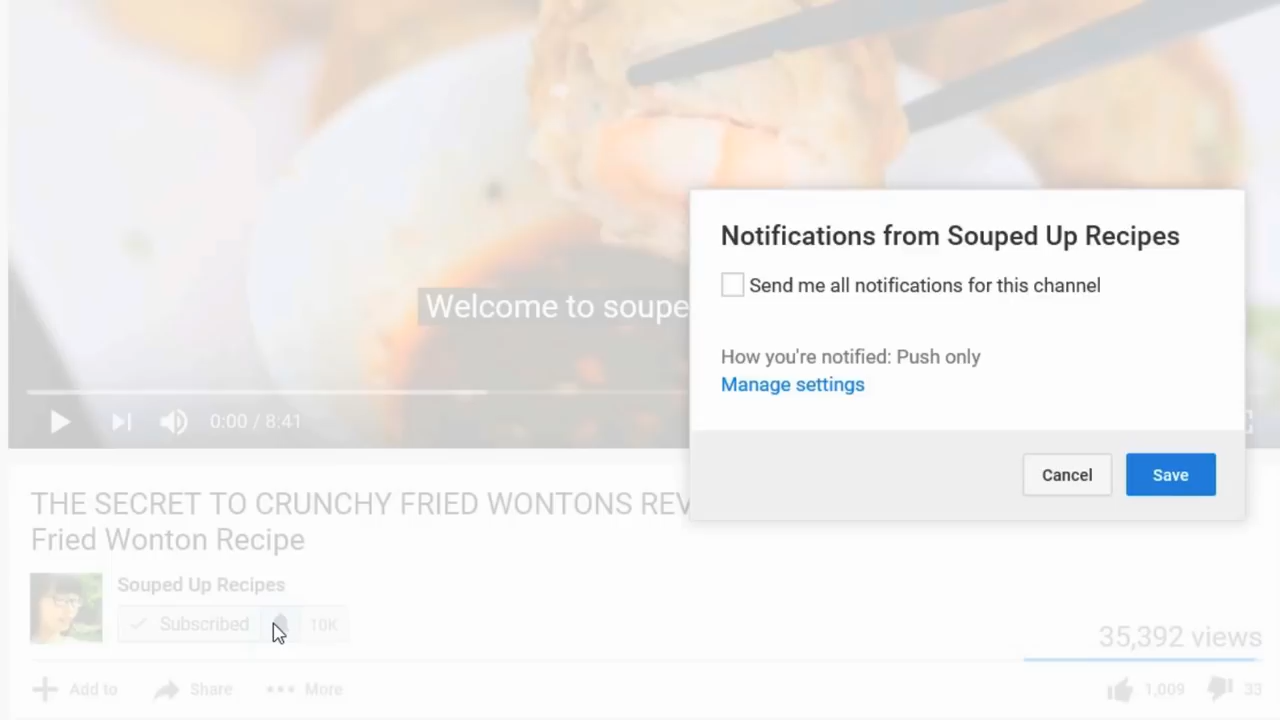 Notifications from Souped Up Recipes
Send me all notifications for this channel
Welcome to soupe
How you're notified: Push only
Manage settings
0:00 / 8:41
Cancel
Save
THE SECRET TO CRUNCHY FRIED WONTONS REV
Fried Wonton Recipe
Souped Up Recipes
Subscribed 10K
35,392 views
Add to Share More 1,009 33